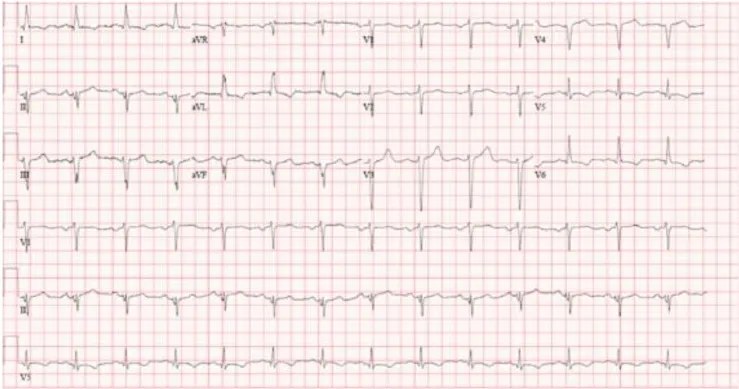 I aVR V1 V4
II aVL V2 V5
III aVF V3 V6
V1
II
V5